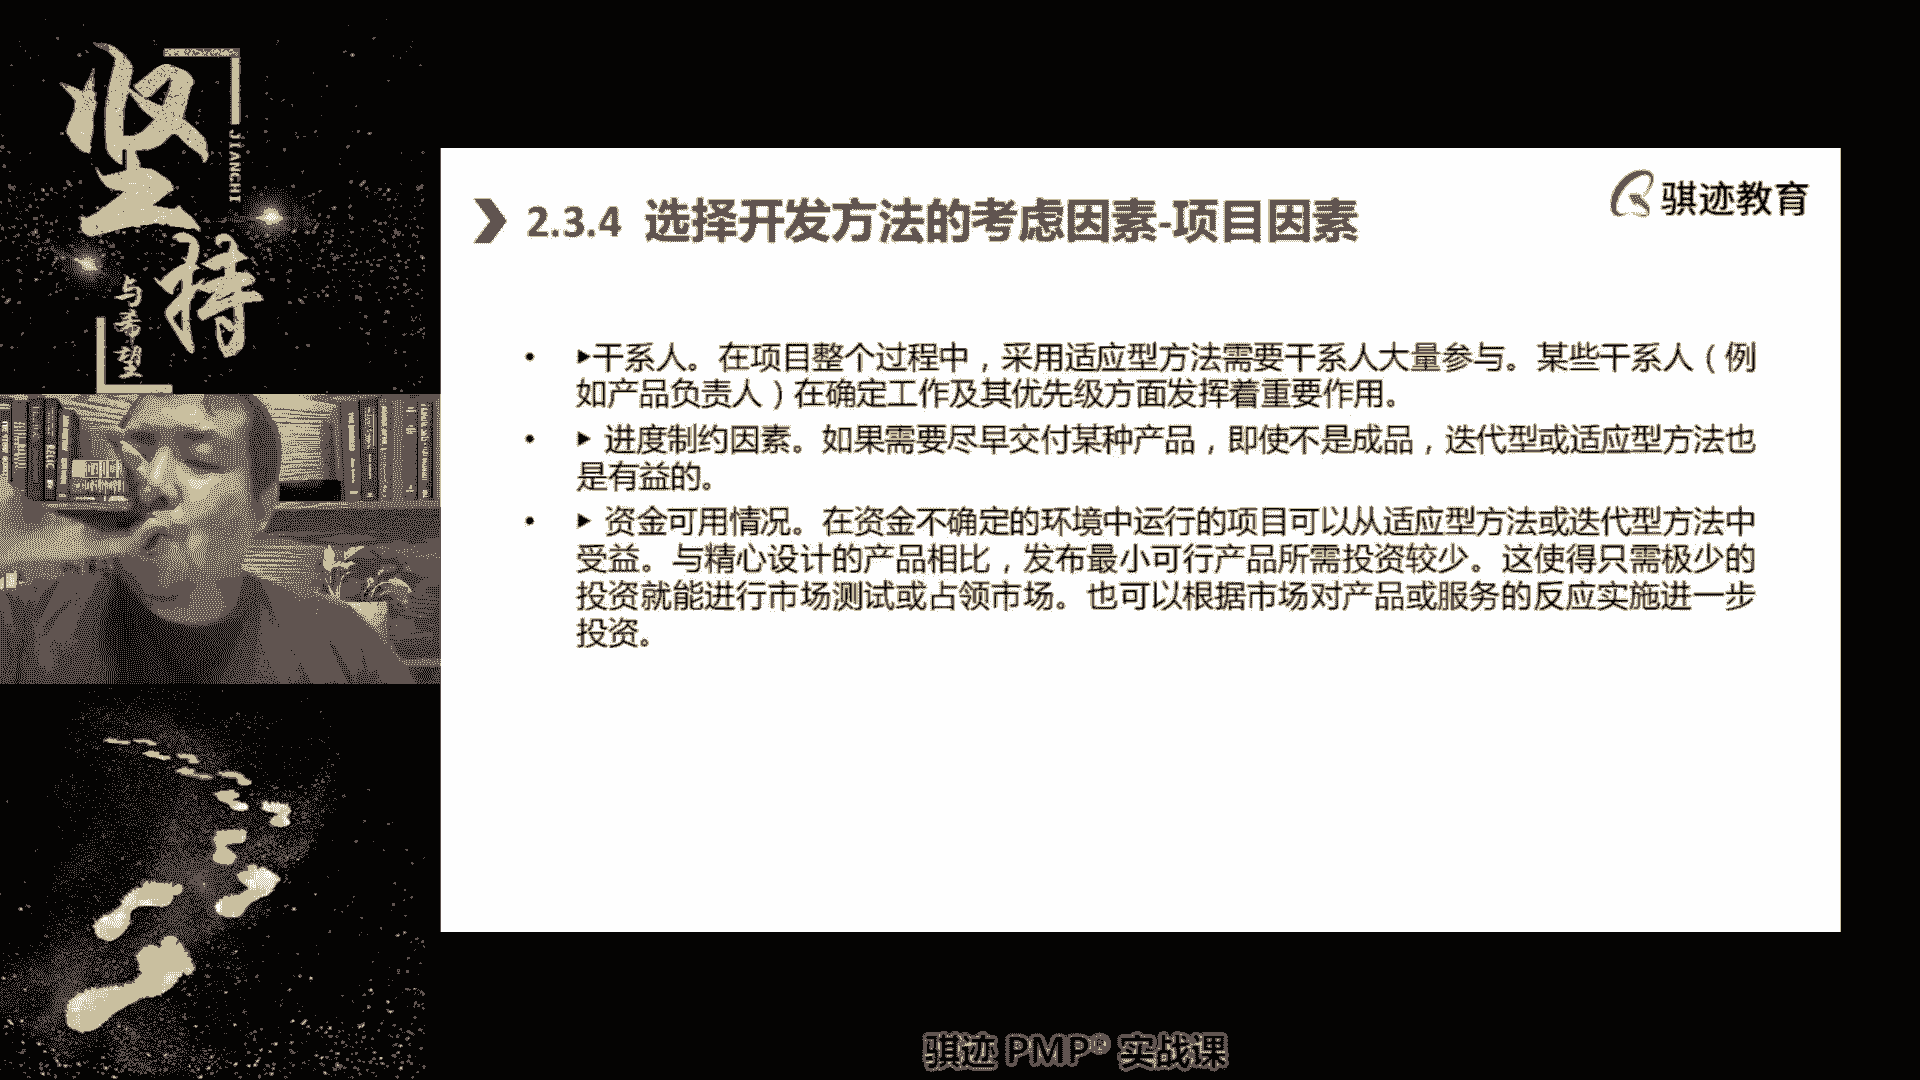 坚
持
JIANCHI
与希望
骐迹教育
2.3.4 选择开发方法的考虑因素-项目因素
• ▶干系人。在项目整个过程中，采用适应型方法需要干系人大量参与。某些干系人（例
如产品负责人）在确定工作及其优先级方面发挥着重要作用。
• ▶ 进度制约因素。如果需要尽早交付某种产品，即使不是成品，迭代型或适应型方法也
是有益的。
• ▶ 资金可用情况。在资金不确定的环境中运行的项目可以从适应型方法或迭代型方法中
受益。与精心设计的产品相比，发布最小可行产品所需投资较少。这使得只需极少的
投资就能进行市场测试或占领市场。也可以根据市场对产品或服务的反应实施进一步
投资。
骐迹 PMP® 实战课